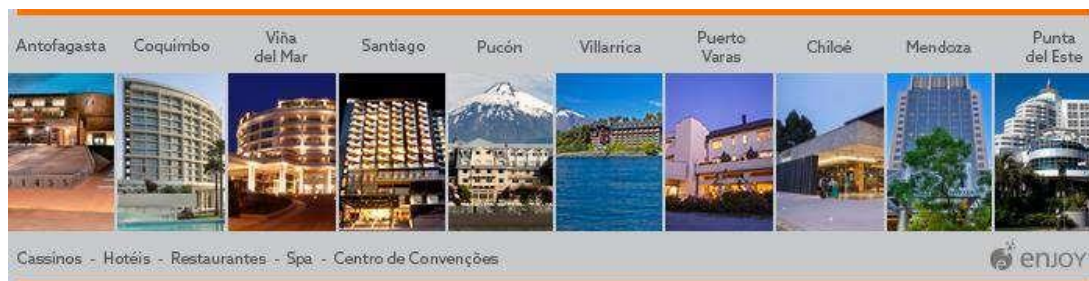 Antofagasta
Coquimbo
Viña
del Mar
Santiago
Pucón
Villarrica
Puerto
Varas
Chiloé
Mendoza
Punta
del Este
Cassinos - Hotéis - Restaurantes - Spa - Centro de Convenções
enjoy